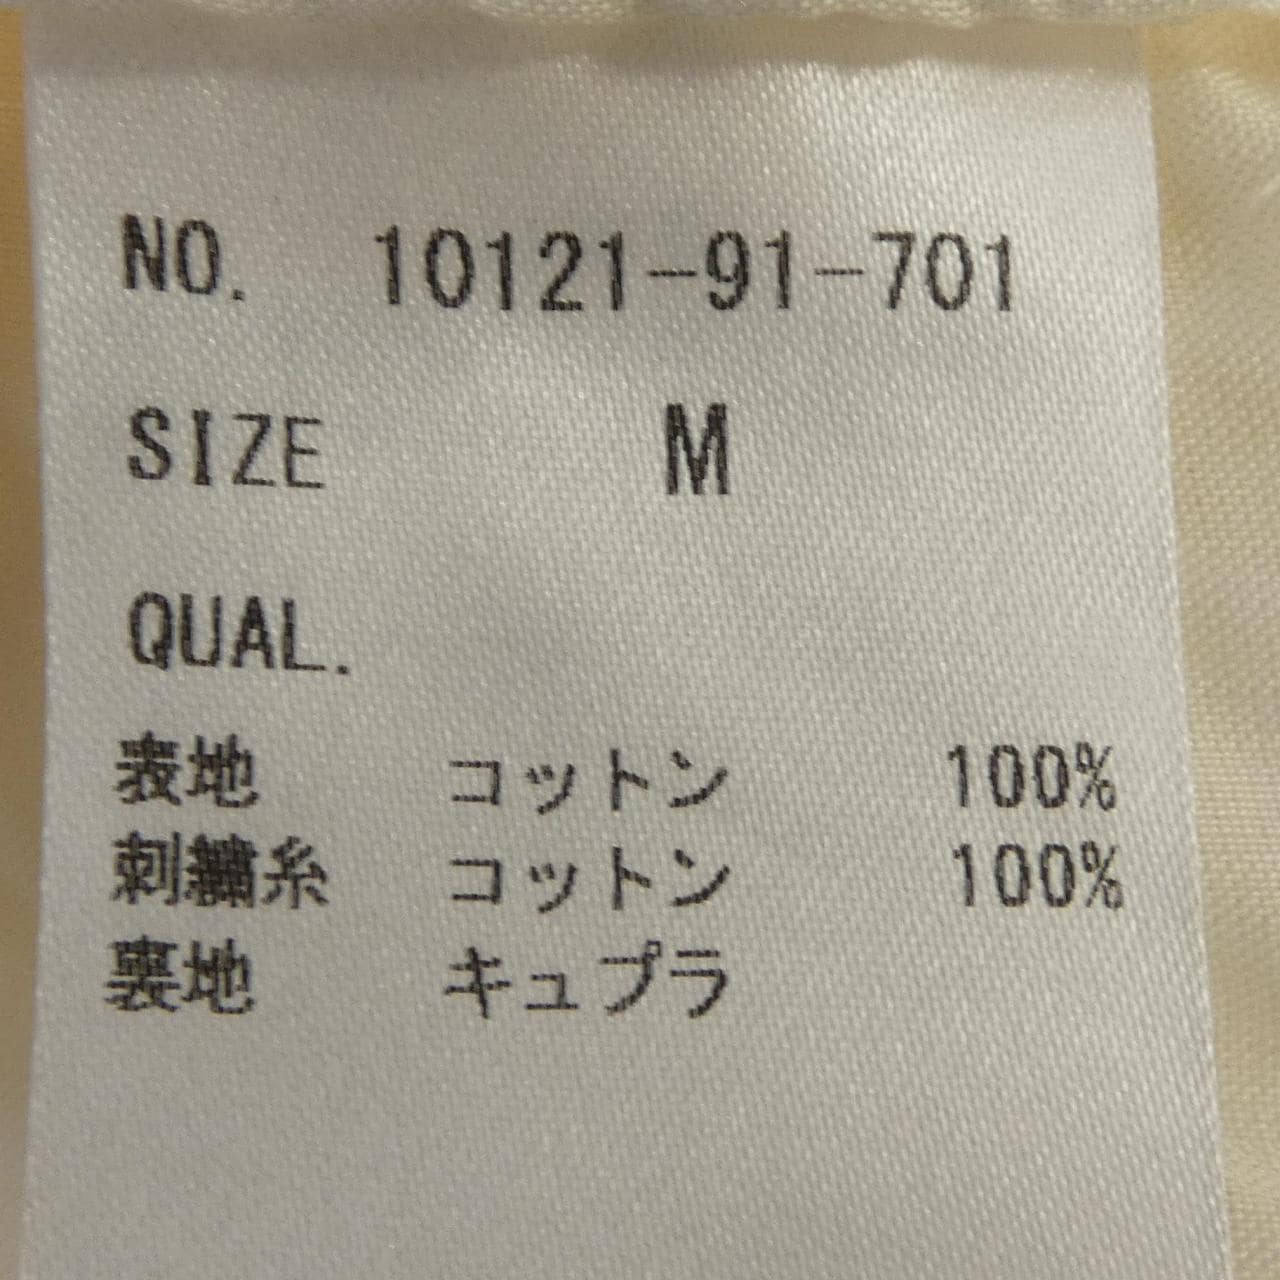 NO. 10121-91-701
SIZE M
QUAL.
表地 コットン 100%
刺繍糸 コットン 100%
裏地 キュプラ